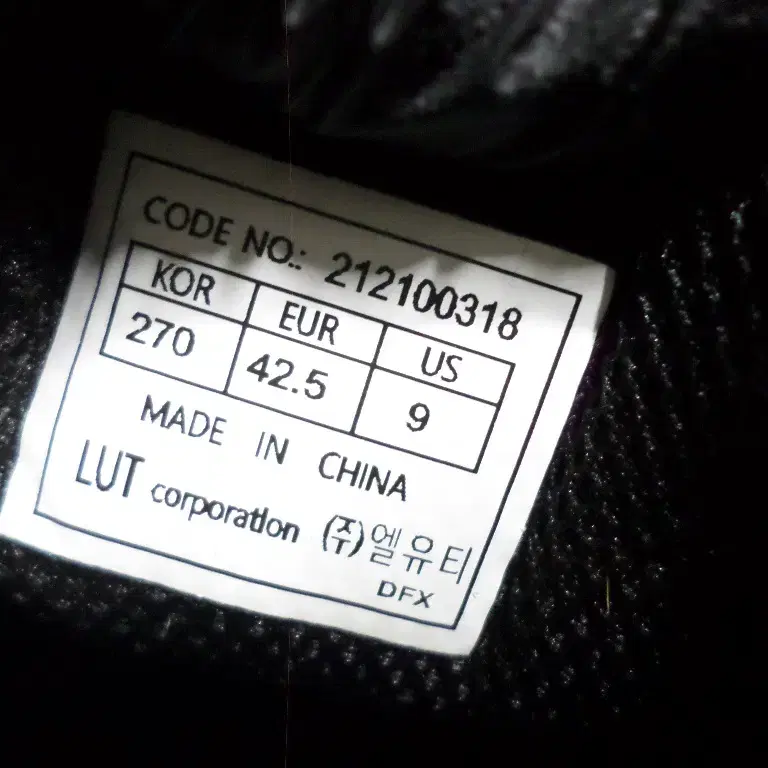 CODE NO.: 212100318
KOR EUR US
270 42.5 9
MADE IN CHINA
LUT corporation ㈜엘유티
DFX